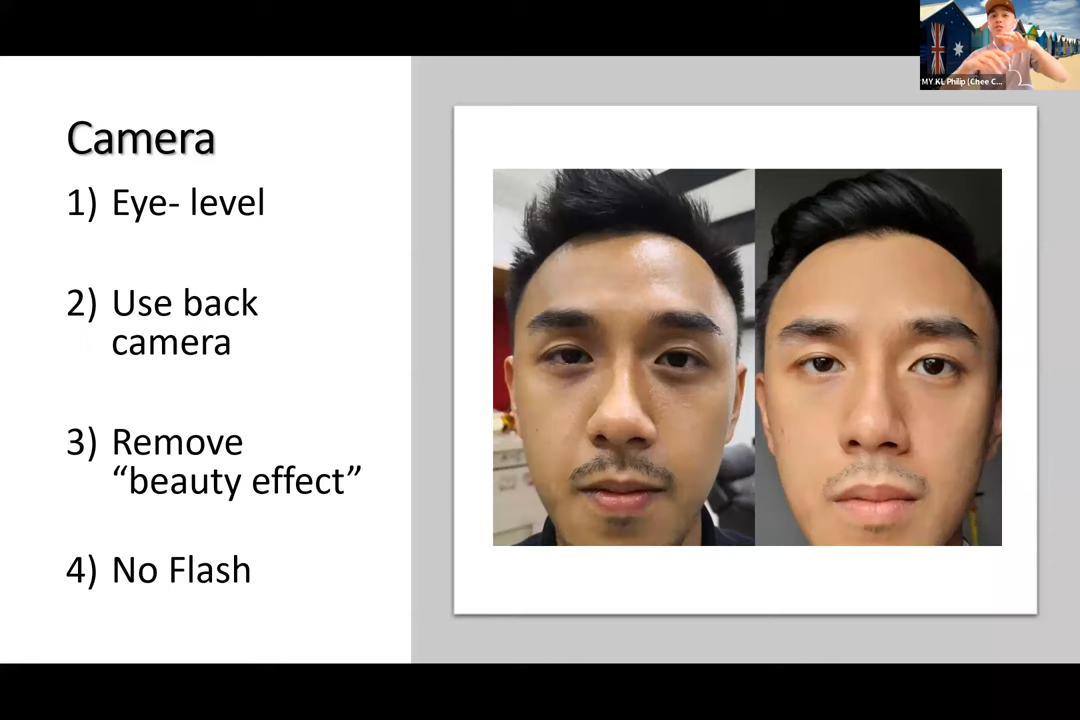 MY KL Philip (Chee C...
Camera
1) Eye- level
2) Use back
camera
3) Remove
“beauty effect”
4) No Flash